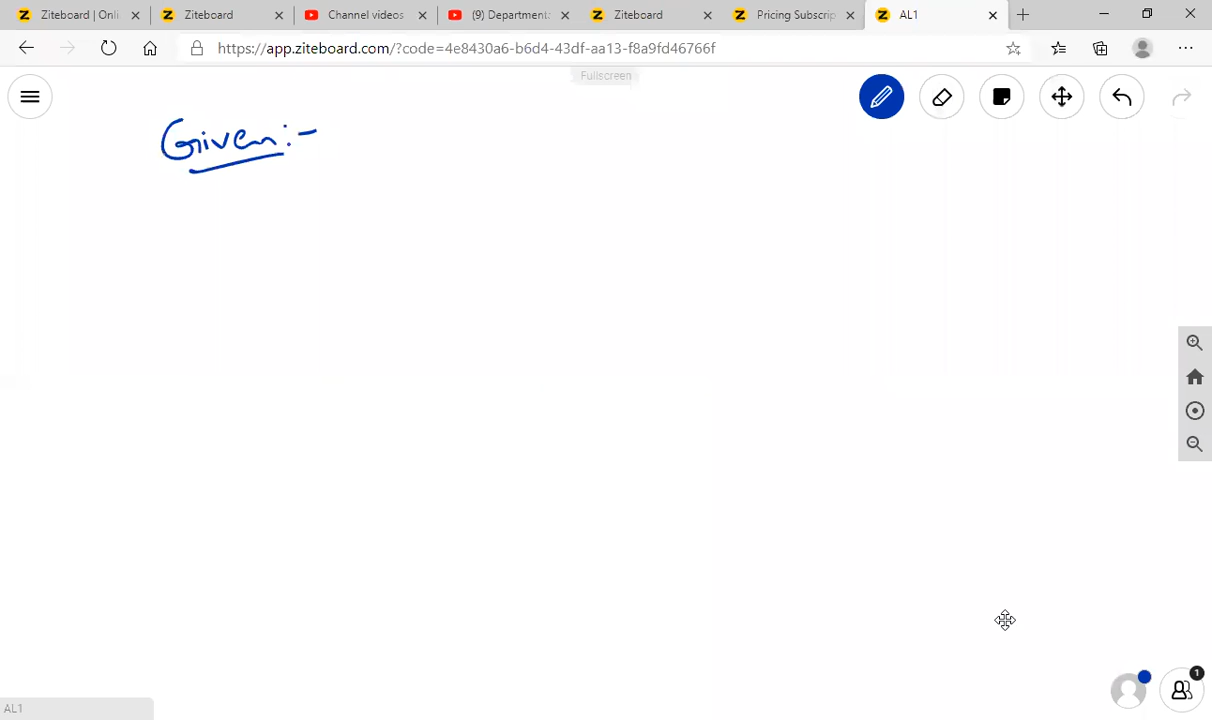 Ziteboard | Onli
Ziteboard
Channel videos
(9) Department
Ziteboard
Pricing Subscrip
AL1
https://app.ziteboard.com/?code=4e8430a6-b6d4-43df-aa13-f8a9fd46766f
Fullscreen
Given:-
1
AL1